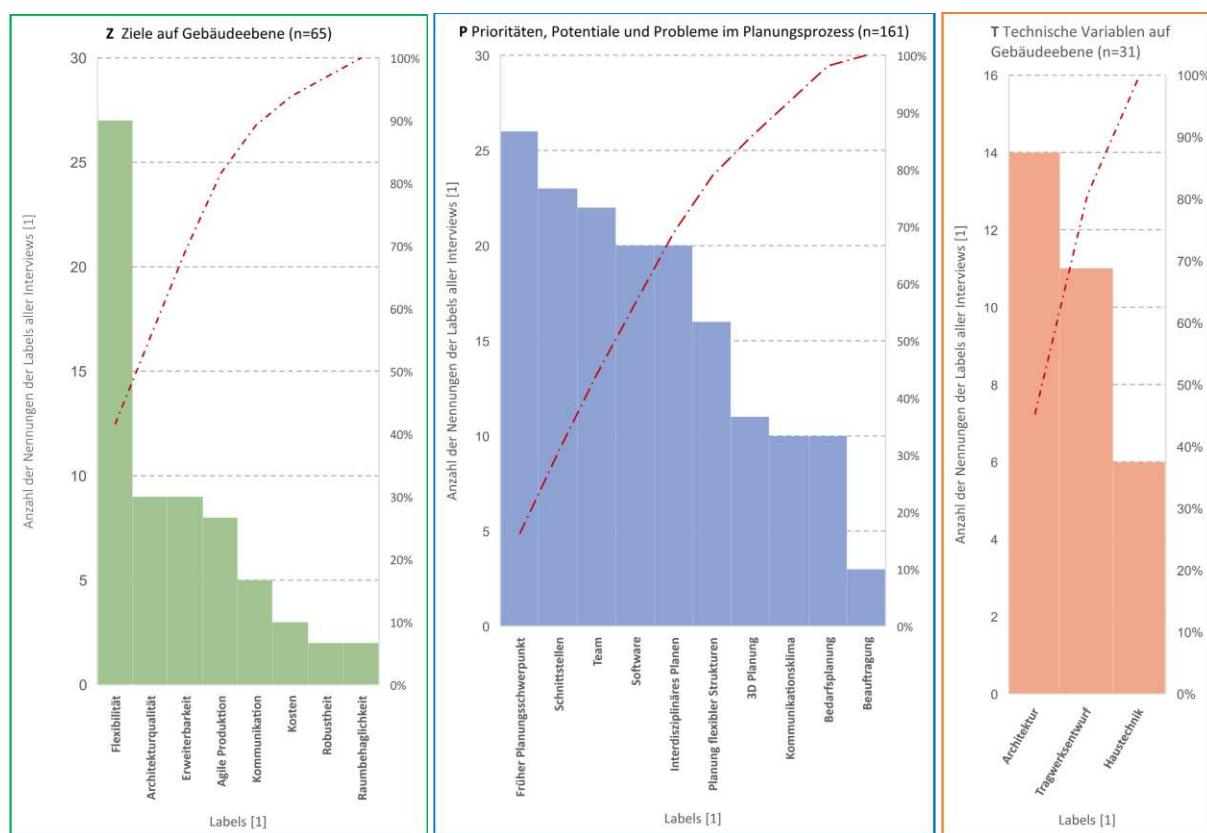 Z Ziele auf Gebäudeebene (n=65)
30
25
20
15
10
5
0
100%
90%
80%
70%
60%
50%
40%
30%
20%
10%
0%
Anzahl der Nennungen der Labels aller Interviews [1]
Flexibilität
Architekturqualität
Erweiterbarkeit
Agile Produktion
Kommunikation
Kosten
Robustheit
Raumbehaglichkeit
Labels [1]
P Prioritäten, Potentiale und Probleme im Planungsprozess (n=161)
30
25
20
15
10
5
0
100%
90%
80%
70%
60%
50%
40%
30%
20%
10%
0%
Anzahl der Nennungen der Labels aller Interviews [1]
Früher Planungsschwerpunkt
Schnittstellen
Team
Software
Interdisziplinäres Planen
Planung flexibler Strukturen
3D Planung
Kommunikationsklima
Bedarfsplanung
Beauftragung
Labels [1]
T Technische Variablen auf
Gebäudeebene (n=31)
16
14
12
10
8
6
4
2
0
100%
90%
80%
70%
60%
50%
40%
30%
20%
10%
0%
Anzahl der Nennungen der Labels aller Interviews [1]
Architektur
Tragwerksentwurf
Haustechnik
Labels [1]